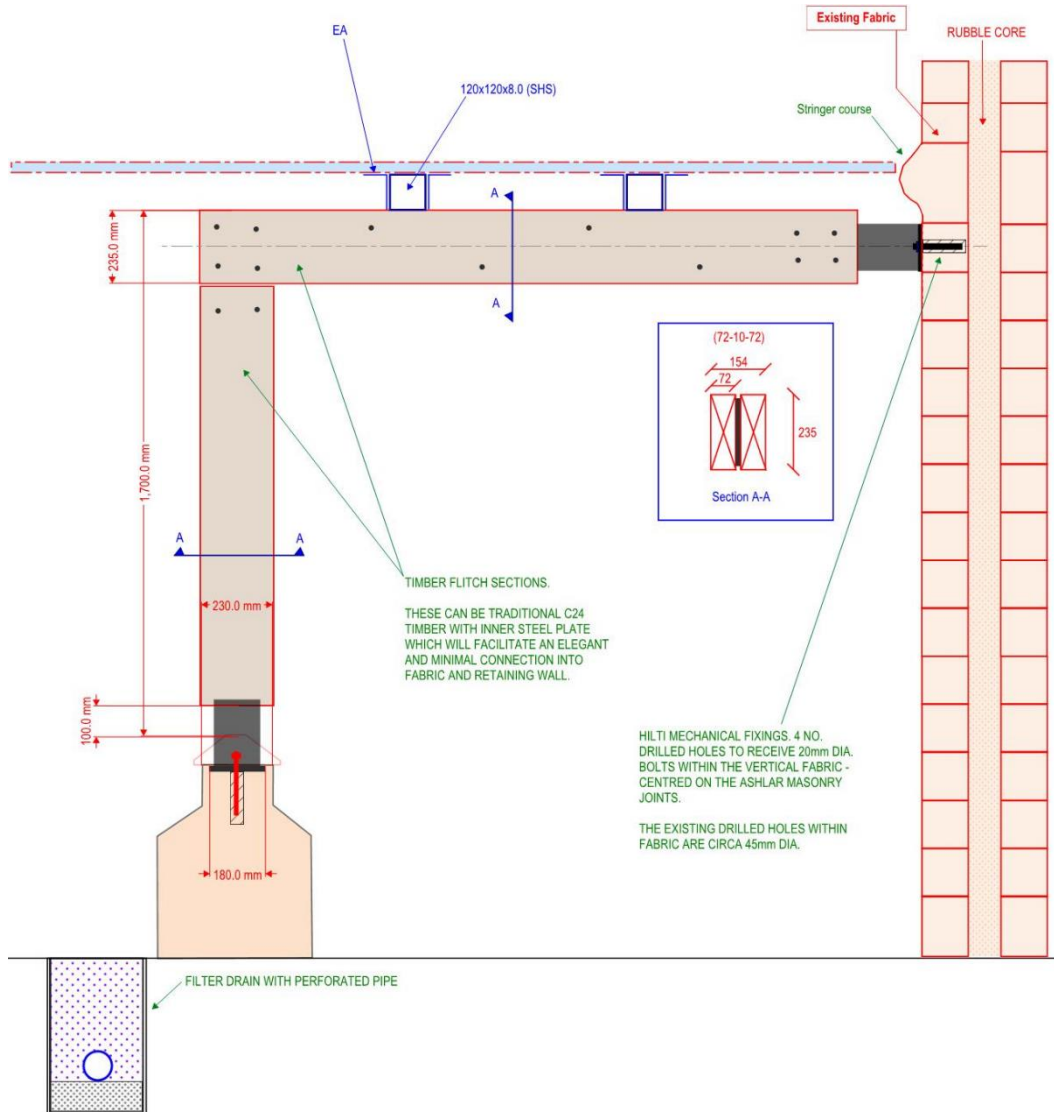 EA
Existing Fabric
RUBBLE CORE
120x120x8.0 (SHS)
Stringer course
A
A
235.0 mm
(72-10-72)
154
72
235
Section A-A
1,700.0 mm
A
A
230.0 mm
TIMBER FLITCH SECTIONS.
THESE CAN BE TRADITIONAL C24
TIMBER WITH INNER STEEL PLATE
WHICH WILL FACILITATE AN ELEGANT
AND MINIMAL CONNECTION INTO
FABRIC AND RETAINING WALL.
100.0 mm
HILTI MECHANICAL FIXINGS. 4 NO.
DRILLED HOLES TO RECEIVE 20mm DIA.
BOLTS WITHIN THE VERTICAL FABRIC -
CENTRED ON THE ASHLAR MASONRY
JOINTS.
THE EXISTING DRILLED HOLES WITHIN
FABRIC ARE CIRCA 45mm DIA.
180.0 mm
FILTER DRAIN WITH PERFORATED PIPE